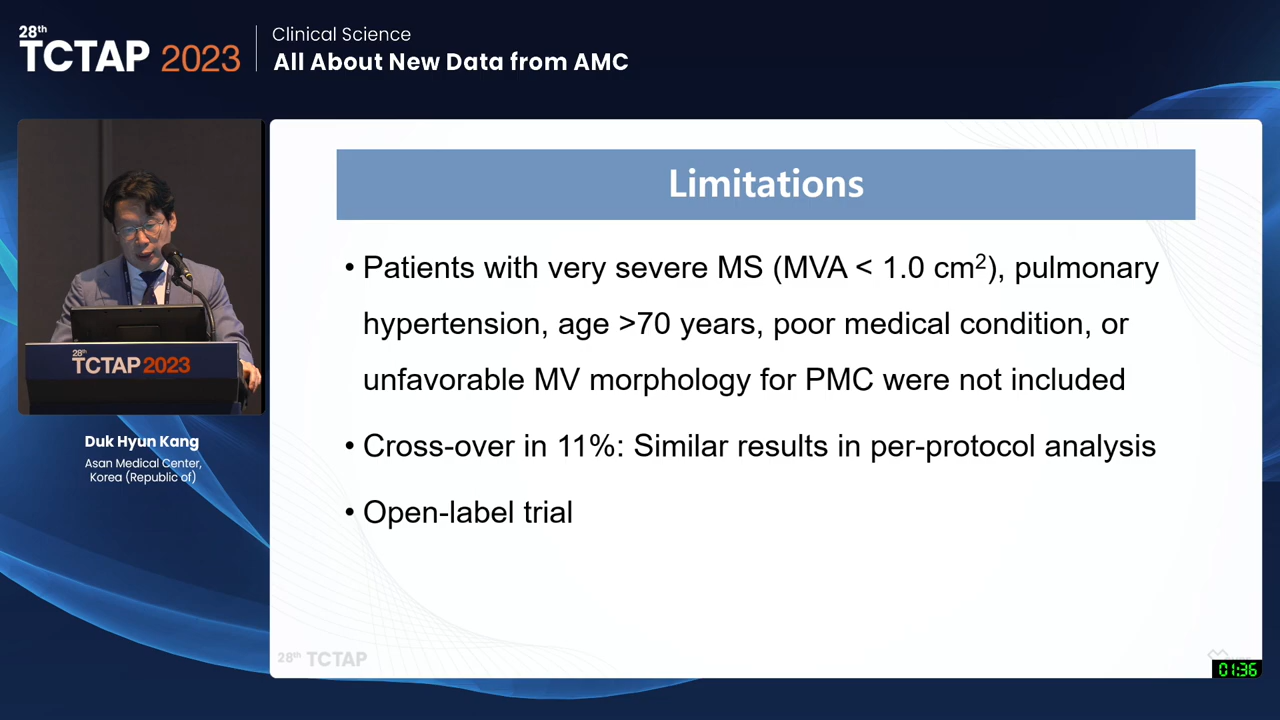 28th
TCTAP 2023
Clinical Science
All About New Data from AMC
28th
TCTAP 2023
Duk Hyun Kang
Asan Medical Center,
Korea (Republic of)
Limitations
• Patients with very severe MS (MVA < 1.0 cm²), pulmonary
hypertension, age >70 years, poor medical condition, or
unfavorable MV morphology for PMC were not included
• Cross-over in 11%: Similar results in per-protocol analysis
• Open-label trial
28th TCTAP
01:36